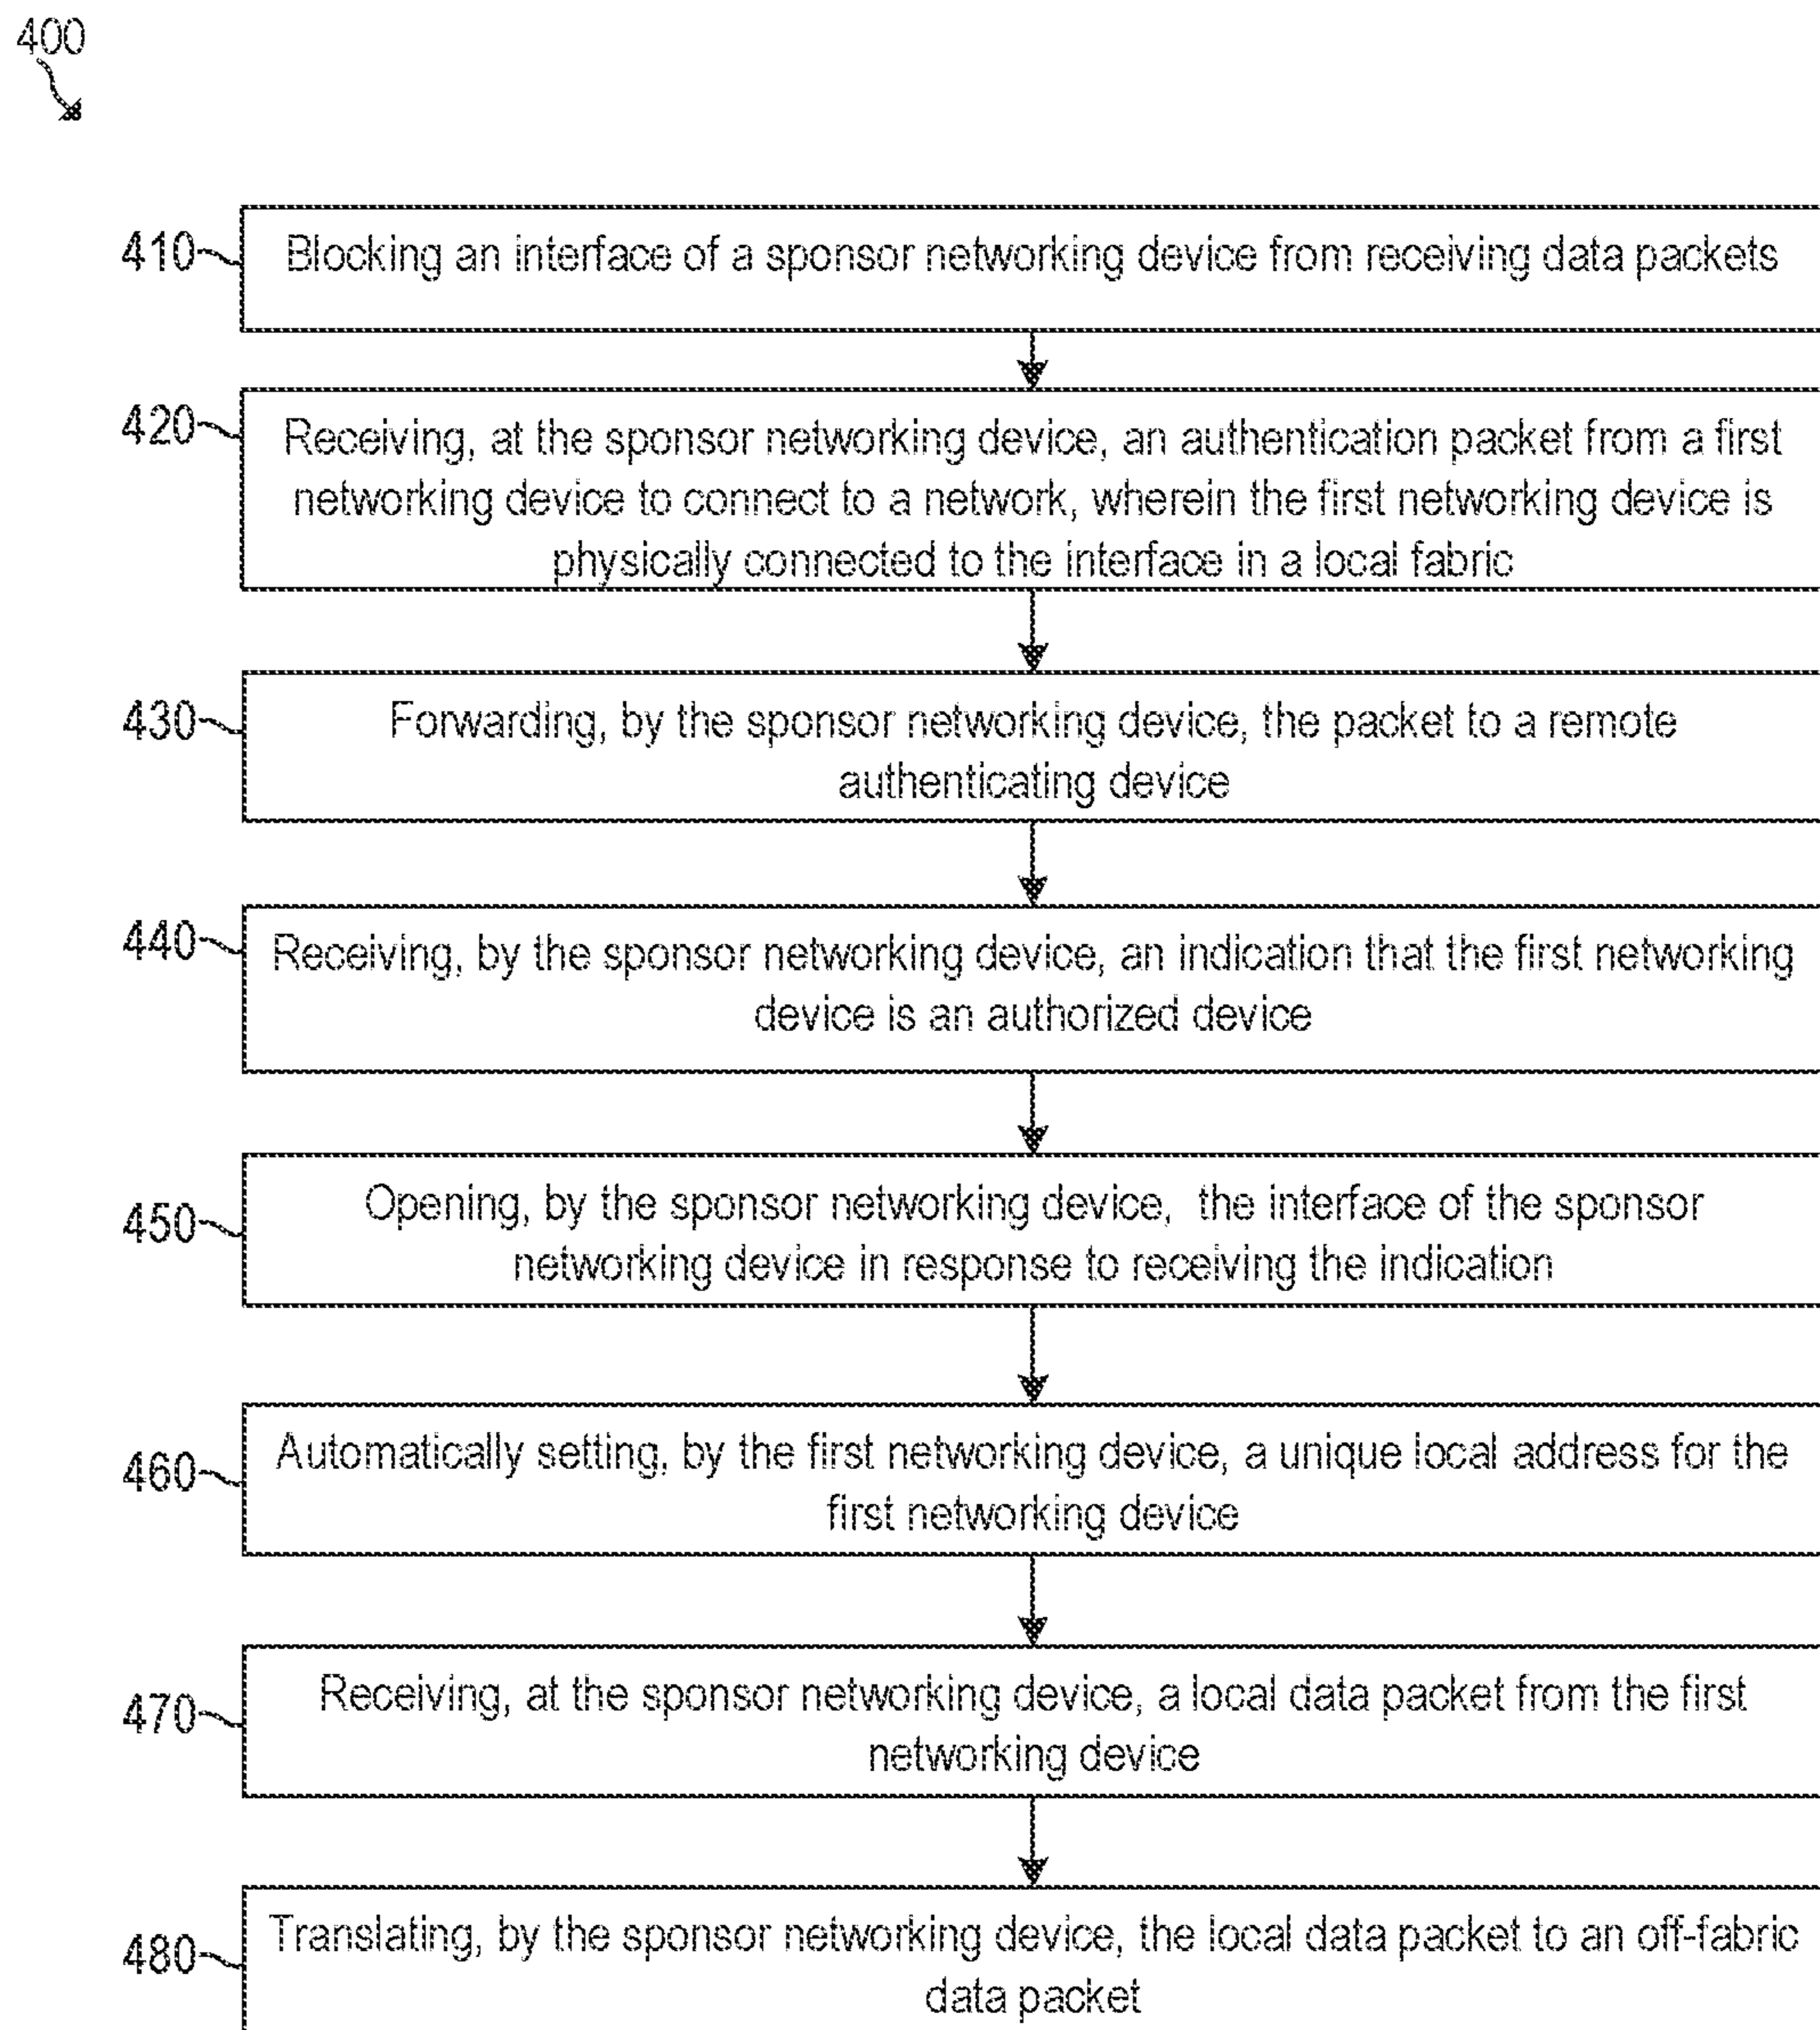 400
410
Blocking an interface of a sponsor networking device from receiving data packets
420
Receiving, at the sponsor networking device, an authentication packet from a first
networking device to connect to a network, wherein the first networking device is
physically connected to the interface in a local fabric
430
Forwarding, by the sponsor networking device, the packet to a remote
authenticating device
440
Receiving, by the sponsor networking device, an indication that the first networking
device is an authorized device
450
Opening, by the sponsor networking device, the interface of the sponsor
networking device in response to receiving the indication
460
Automatically setting, by the first networking device, a unique local address for the
first networking device
470
Receiving, at the sponsor networking device, a local data packet from the first
networking device
480
Translating, by the sponsor networking device, the local data packet to an off-fabric
data packet